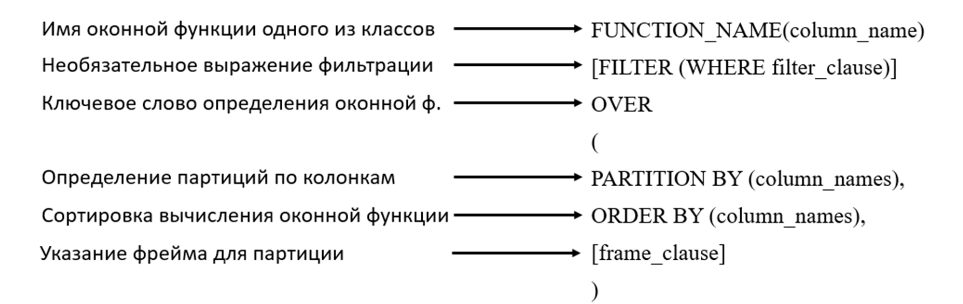 Имя оконной функции одного из классов FUNCTION_NAME(column_name)
Необязательное выражение фильтрации [FILTER (WHERE filter_clause)]
Ключевое слово определения оконной ф. OVER
(
Определение партиций по колонкам PARTITION BY (column_names),
Сортировка вычисления оконной функции ORDER BY (column_names),
Указание фрейма для партиции [frame_clause]
)